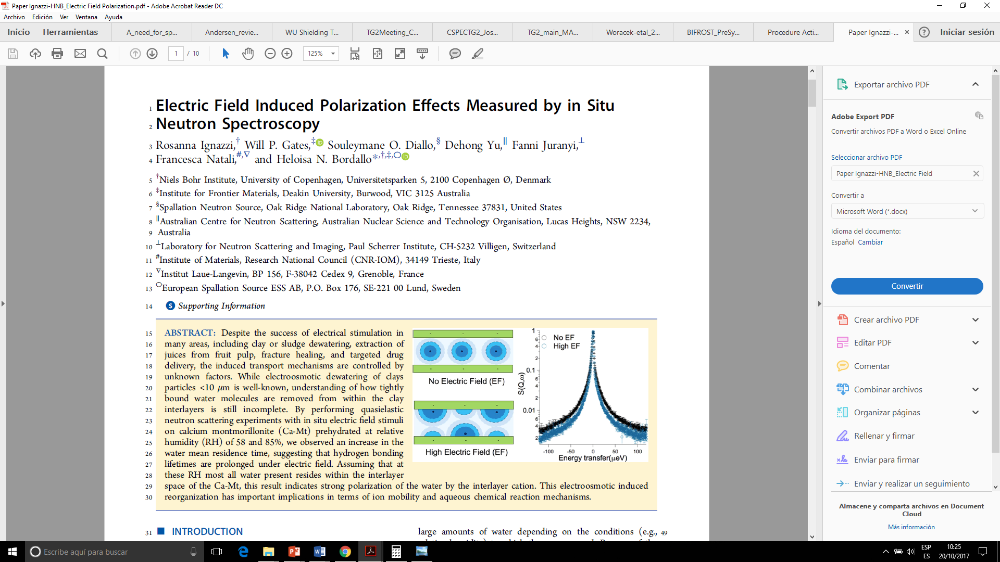 Paper Ignazzi-HNB_Electric Field Polarization.pdf - Adobe Acrobat Reader DC
Archivo Edición Ver Ventana Ayuda
Inicio Herramientas A_need_for_sp... Andersen_revie... WU Shielding T... TG2Meeting_C... CSPECTG2_Jos... TG2_main_MA... Woracek-etal_2... BIFROST_PreSy... Procedure Acti... Paper Ignazzi-... × Iniciar sesión
1 / 10 125%
1 Electric Field Induced Polarization Effects Measured by in Situ
2 Neutron Spectroscopy
3 Rosanna Ignazzi,† Will P. Gates,‡ Souleymane O. Diallo,§ Dehong Yu,∥ Fanni Juranyi,⊥
4 Francesca Natali,#,∇ and Heloisa N. Bordallo*,†,‡,○
5 †Niels Bohr Institute, University of Copenhagen, Universitetsparken 5, 2100 Copenhagen Ø, Denmark
6 ‡Institute for Frontier Materials, Deakin University, Burwood, VIC 3125 Australia
7 §Spallation Neutron Source, Oak Ridge National Laboratory, Oak Ridge, Tennessee 37831, United States
8 ∥Australian Centre for Neutron Scattering, Australian Nuclear Science and Technology Organisation, Lucas Heights, NSW 2234,
9 Australia
10 ⊥Laboratory for Neutron Scattering and Imaging, Paul Scherrer Institute, CH-5232 Villigen, Switzerland
11 #Institute of Materials, Research National Council (CNR-IOM), 34149 Trieste, Italy
12 ∇Institut Laue-Langevin, BP 156, F-38042 Cedex 9, Grenoble, France
13 ○European Spallation Source ESS AB, P.O. Box 176, SE-221 00 Lund, Sweden
14 S Supporting Information
15 ABSTRACT: Despite the success of electrical stimulation in
16 many areas, including clay or sludge dewatering, extraction of
17 juices from fruit pulp, fracture healing, and targeted drug
18 delivery, the induced transport mechanisms are controlled by
19 unknown factors. While electroosmotic dewatering of clays
20 particles <10 μm is well-known, understanding of how tightly
21 bound water molecules are removed from within the clay
22 interlayers is still incomplete. By performing quasielastic
23 neutron scattering experiments with in situ electric field stimuli
24 on calcium montmorillonite (Ca-Mt) prehydrated at relative
25 humidity (RH) of 58 and 85%, we observed an increase in the
26 water mean residence time, suggesting that hydrogen bonding
27 lifetimes are prolonged under electric field. Assuming that at
28 these RH most all water present resides within the interlayer
29 space of the Ca-Mt, this result indicates strong polarization of the water by the interlayer cation. This electroosmotic induced
30 reorganization has important implications in terms of ion mobility and aqueous chemical reaction mechanisms.
No Electric Field (EF)
High Electric Field (EF)
No EF
High EF
S(Q,ω)
1
6
4
2
0.1
6
4
2
0.01
6
4
2
-100 -50 0 50 100
Energy transfer(μeV)
31 INTRODUCTION
large amounts of water depending on the conditions (e.g., 49
Exportar archivo PDF
Adobe Export PDF
Convertir archivos PDF a Word o Excel Online
Seleccionar archivo PDF
Paper Ignazzi-HNB_Electric Field
Convertir a
Microsoft Word (*.docx)
Idioma del documento:
Español Cambiar
Convertir
Crear archivo PDF
Editar PDF
Comentar
Combinar archivos
Organizar páginas
Rellenar y firmar
Enviar para firmar
Enviar y realizar un seguimiento
Almacene y comparta archivos en Document
Cloud
Más información
Escribe aquí para buscar
ESP
ES
10:25
20/10/2017